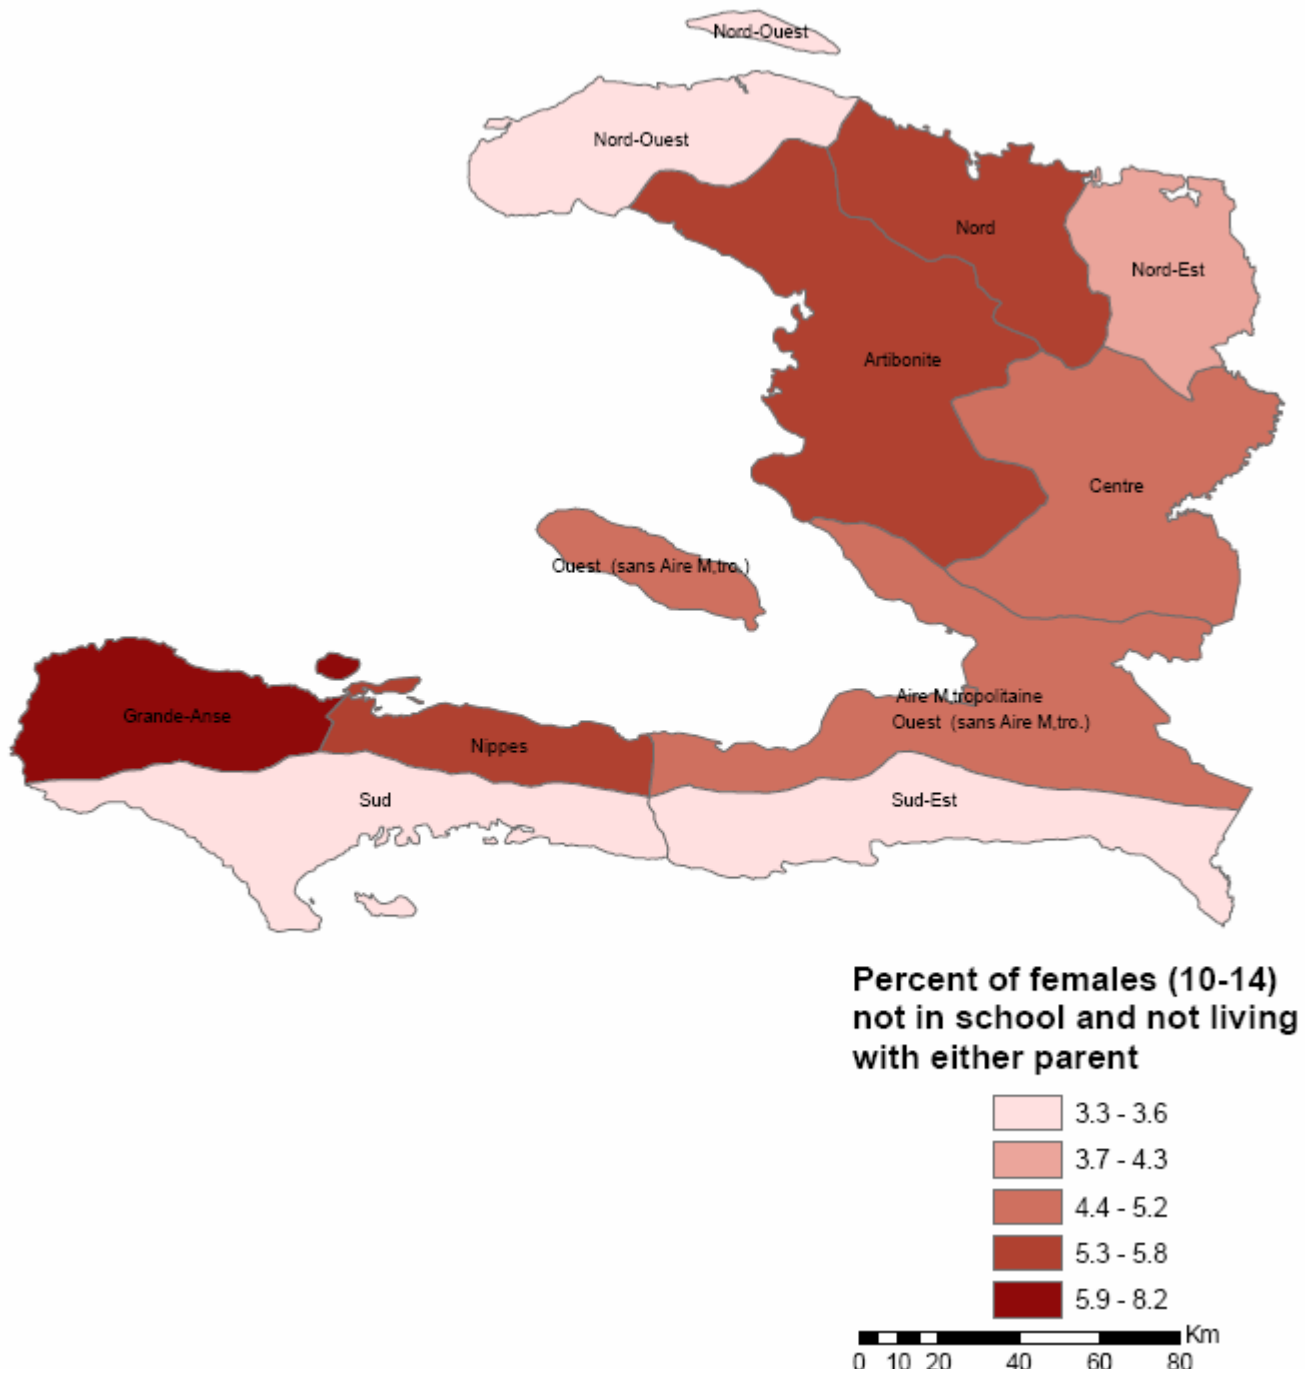 Nord-Ouest
Nord-Ouest
Nord
Nord-Est
Artibonite
Centre
Ouest (sans Aire M,tro.)
Aire M,tropolitaine
Grande-Anse
Ouest (sans Aire M,tro.)
Nippes
Sud
Sud-Est
Percent of females (10-14)
not in school and not living
with either parent
3.3 - 3.6
3.7 - 4.3
4.4 - 5.2
5.3 - 5.8
5.9 - 8.2
Km
0 10 20 40 60 80